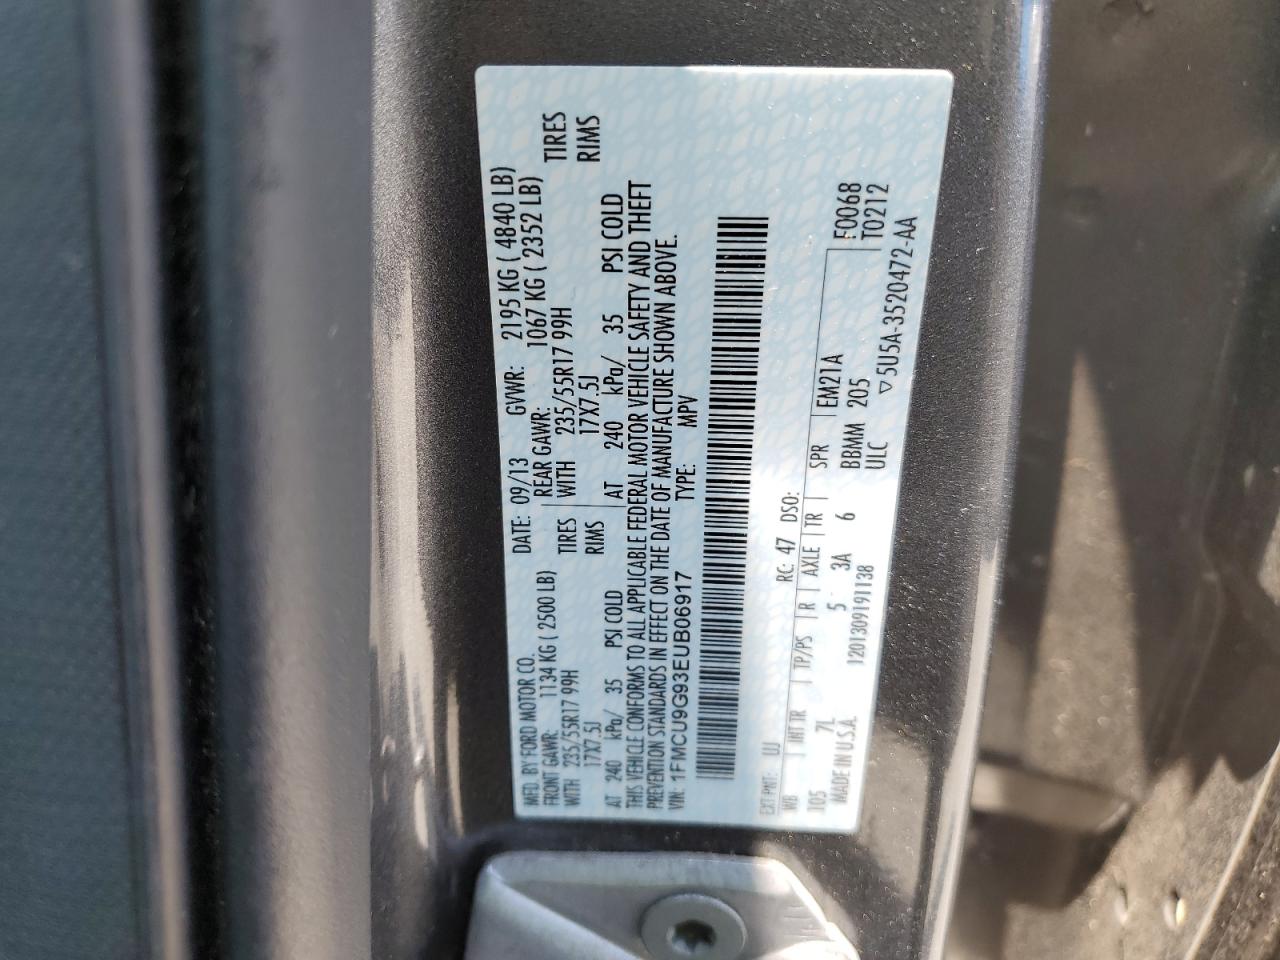 MFD. BY FORD MOTOR CO.
DATE: 09/13 GVWR: 2195 KG ( 4840 LB)
FRONT GAWR: 1134 KG ( 2500 LB) REAR GAWR: 1067 KG ( 2352 LB)
WITH 235/55R17 99H TIRES WITH 235/55R17 99H TIRES
17X7.5J RIMS 17X7.5J RIMS
AT 240 kPa/ 35 PSI COLD AT 240 kPa/ 35 PSI COLD
THIS VEHICLE CONFORMS TO ALL APPLICABLE FEDERAL MOTOR VEHICLE SAFETY AND THEFT
PREVENTION STANDARDS IN EFFECT ON THE DATE OF MANUFACTURE SHOWN ABOVE.
VIN: 1FMCU9G93EUB06917 TYPE: MPV
EXT PNT: UJ RC: 47 DSO:
WB INT TR TP/PS R AXLE TR SPR EM21A F0068
105 7L 5 3A 6 BBMM 205 T0212
MADE IN U.S.A. 1201309191138 ULC
▽ 5U5A-3520472-AA